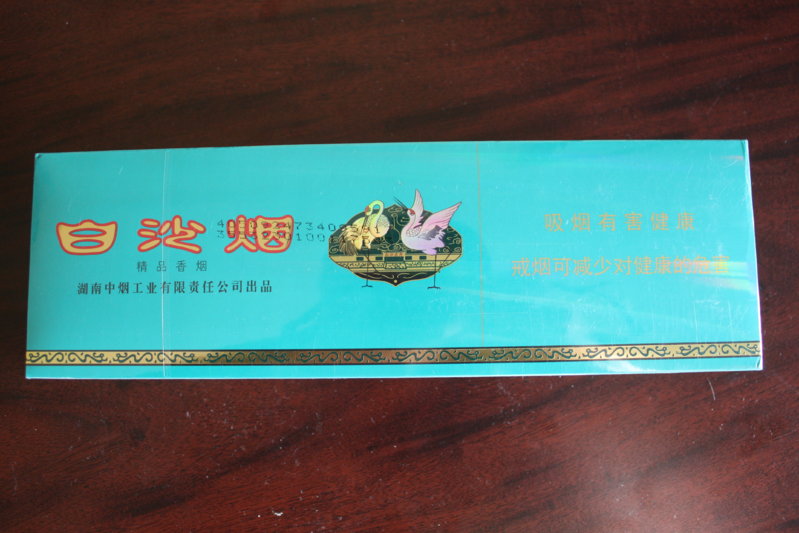 白沙烟
精品香烟
湖南中烟工业有限责任公司出品
吸烟有害健康
戒烟可减少对健康的危害